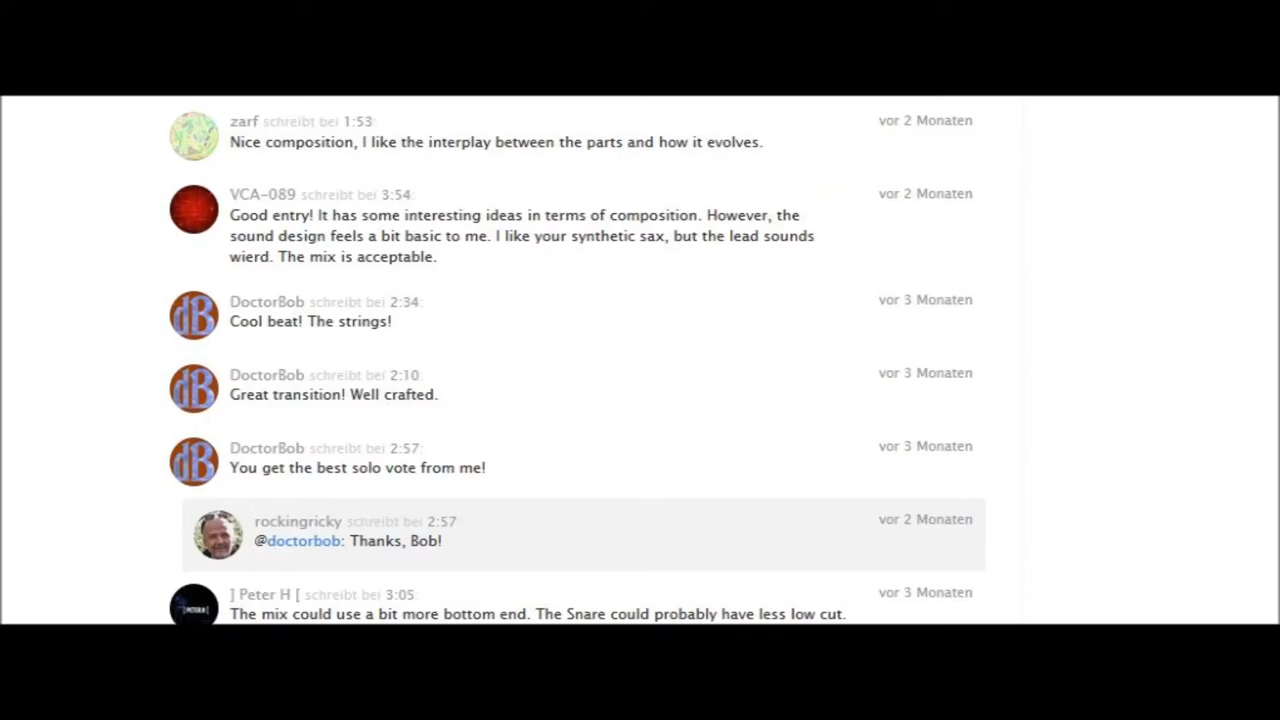 zarf schreibt bei 1:53: vor 2 Monaten
Nice composition, I like the interplay between the parts and how it evolves.
VCA-089 schreibt bei 3:54: vor 2 Monaten
Good entry! It has some interesting ideas in terms of composition. However, the
sound design feels a bit basic to me. I like your synthetic sax, but the lead sounds
wierd. The mix is acceptable.
dB
DoctorBob schreibt bei 2:34: vor 3 Monaten
Cool beat! The strings!
dB
DoctorBob schreibt bei 2:10: vor 3 Monaten
Great transition! Well crafted.
dB
DoctorBob schreibt bei 2:57: vor 3 Monaten
You get the best solo vote from me!
rockingricky schreibt bei 2:57 vor 2 Monaten
@doctorbob: Thanks, Bob!
] PETER H [
] Peter H [ schreibt bei 3:05: vor 3 Monaten
The mix could use a bit more bottom end. The Snare could probably have less low cut.